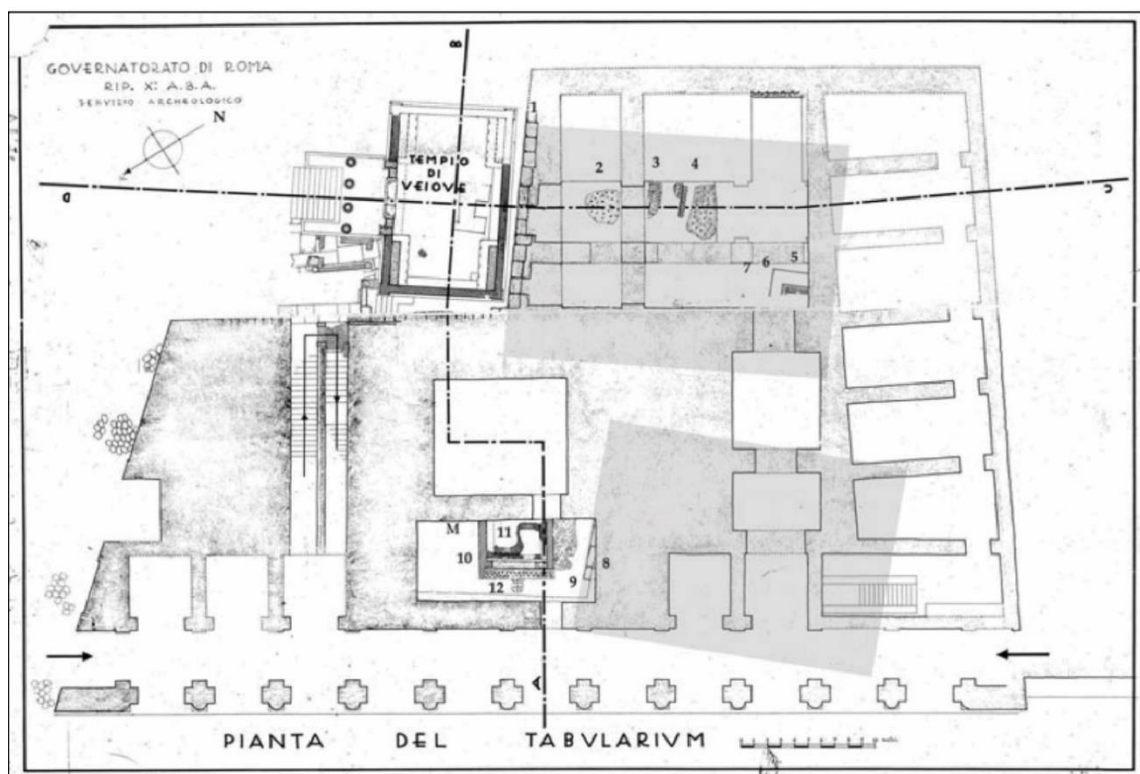 GOVERNATORATO DI ROMA
RIP. Xª A.B.A.
SERVIZIO ARCHEOLOGICO
N
B
1
TEMPIO
DI
VEIOVE
2
3
4
D
C
7
6
5
M
11
10
8
9
12
A
PIANTA DEL TABVLARIVM